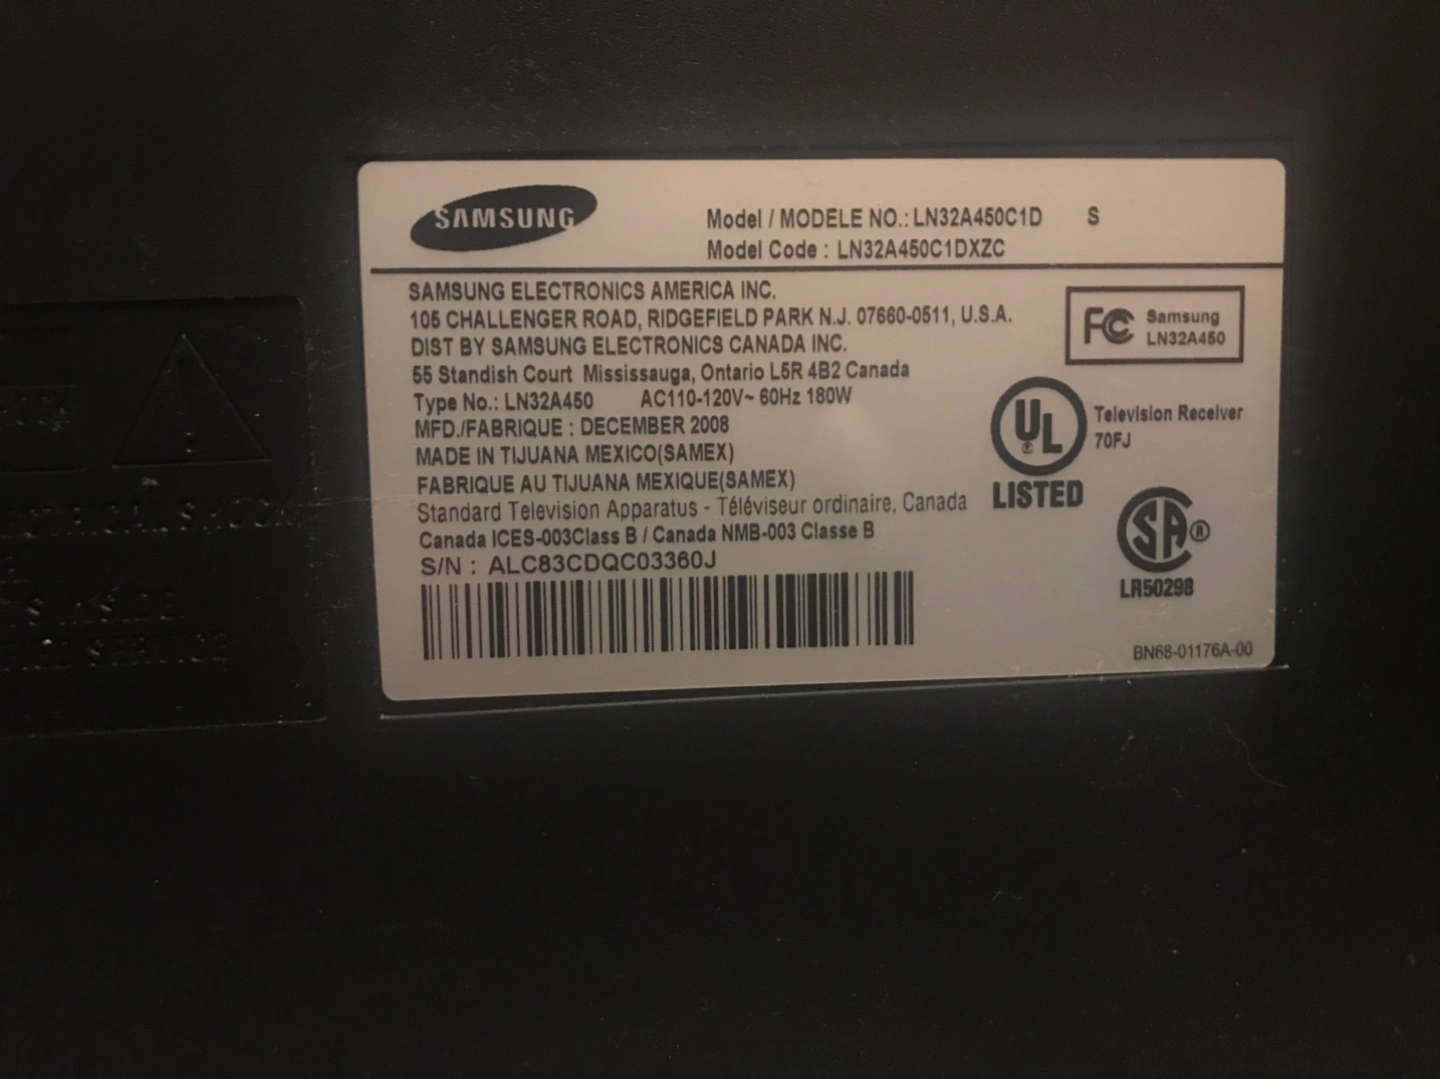 SAMSUNG
Model / MODELE NO.: LN32A450C1D S
Model Code : LN32A450C1DXZC
SAMSUNG ELECTRONICS AMERICA INC.
105 CHALLENGER ROAD, RIDGEFIELD PARK N.J. 07660-0511, U.S.A.
DIST BY SAMSUNG ELECTRONICS CANADA INC.
55 Standish Court Mississauga, Ontario L5R 4B2 Canada
Type No.: LN32A450 AC110-120V~ 60Hz 180W
MFD./FABRIQUE : DECEMBER 2008
MADE IN TIJUANA MEXICO(SAMEX)
FABRIQUE AU TIJUANA MEXIQUE(SAMEX)
Standard Television Apparatus - Téléviseur ordinaire, Canada
Canada ICES-003Class B / Canada NMB-003 Classe B
S/N : ALC83CDQC03360J
FC Samsung
LN32A450
UL
LISTED
Television Receiver
70FJ
SA®
LR50298
BN68-01176A-00
SHOCK
SERVICE